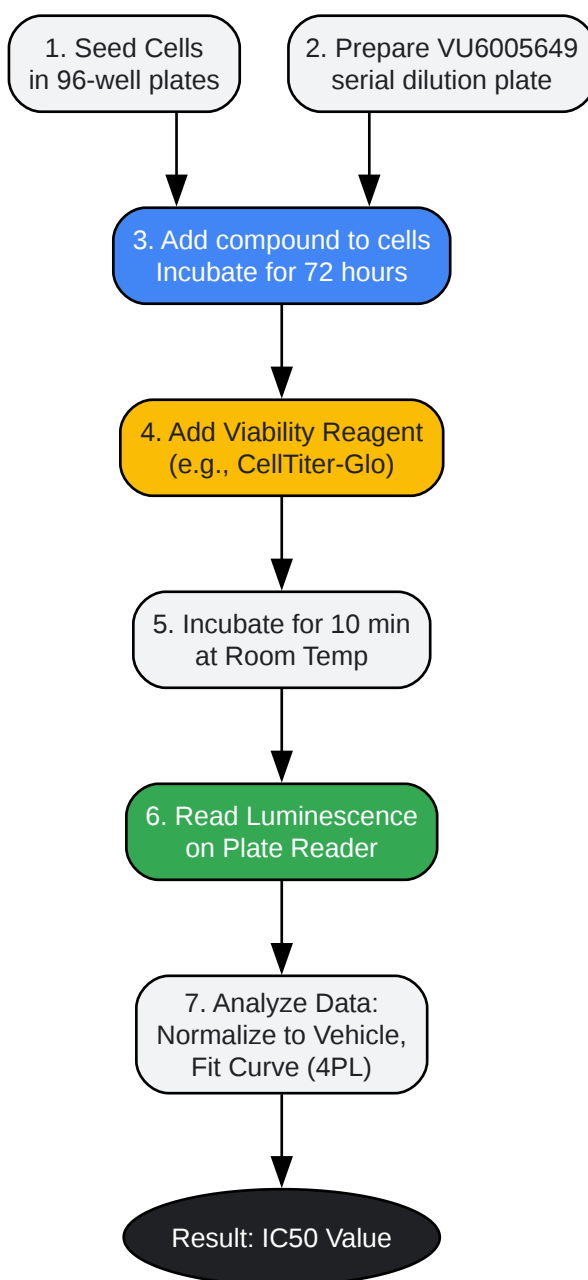 1. Seed Cells
in 96-well plates
2. Prepare VU6005649
serial dilution plate
3. Add compound to cells
Incubate for 72 hours
4. Add Viability Reagent
(e.g., CellTiter-Glo)
5. Incubate for 10 min
at Room Temp
6. Read Luminescence
on Plate Reader
7. Analyze Data:
Normalize to Vehicle,
Fit Curve (4PL)
Result: IC50 Value